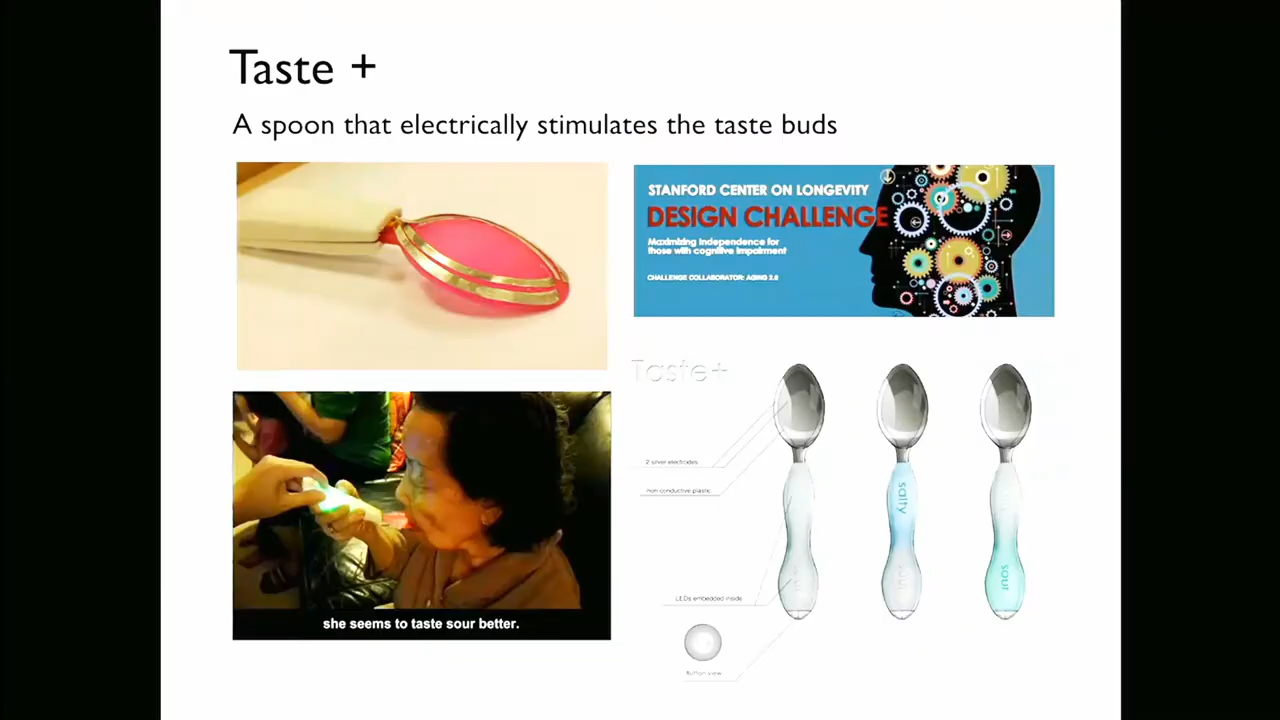 Taste +
A spoon that electrically stimulates the taste buds
STANFORD CENTER ON LONGEVITY
DESIGN CHALLENGE
Maximizing Independence for
those with cognitive impairment
CHALLENGE COLLABORATOR: AGING 2.0
Taste+
2 silver electrodes
non-conductive plastic
salty
sour
LEDs embedded inside
she seems to taste sour better.